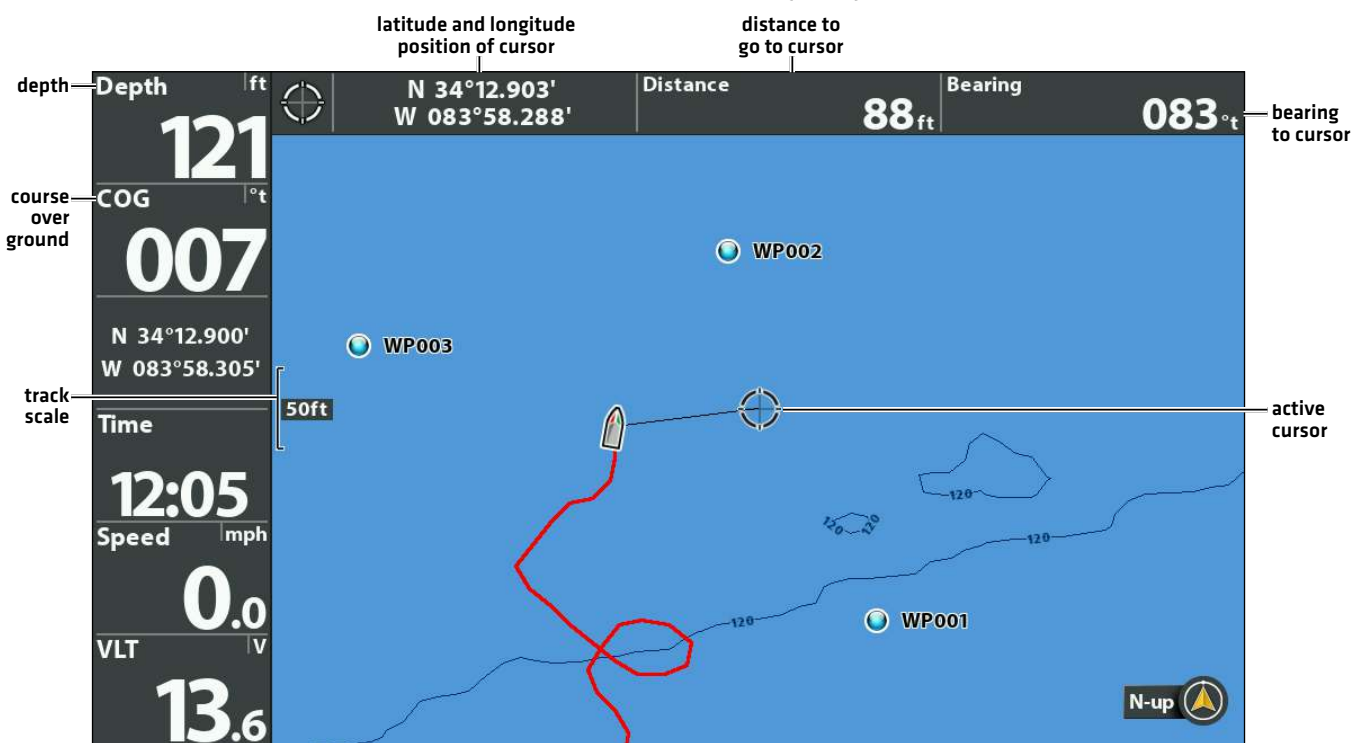 latitude and longitude
position of cursor
distance to
go to cursor
depth
Depth ft
121
N 34°12.903'
W 083°58.288'
Distance
88 ft
Bearing
083 °t
bearing
to cursor
course
over
ground
COG °t
007
WP002
N 34°12.900'
W 083°58.305'
WP003
track
scale
50ft
active
cursor
Time
12:05
120
120
120
120
Speed mph
0.0
120
WP001
VLT V
13.6
N-up